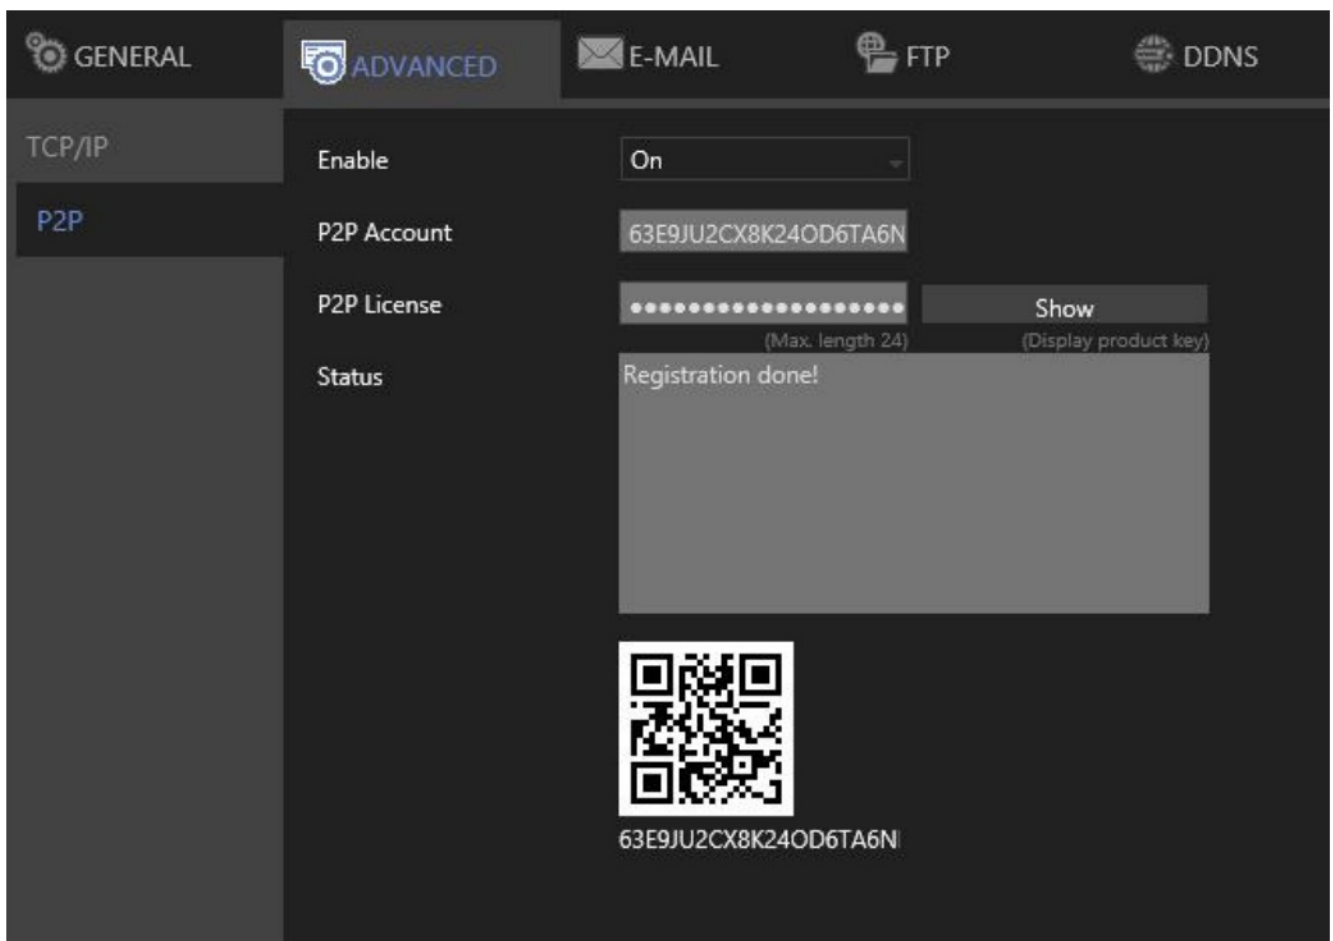 GENERAL ADVANCED E-MAIL FTP DDNS
TCP/IP
P2P
Enable On
P2P Account 63E9JU2CX8K24OD6TA6N
P2P License ●●●●●●●●●●●●●●●●●●● Show
(Max. length 24) (Display product key)
Status Registration done!
63E9JU2CX8K24OD6TA6N